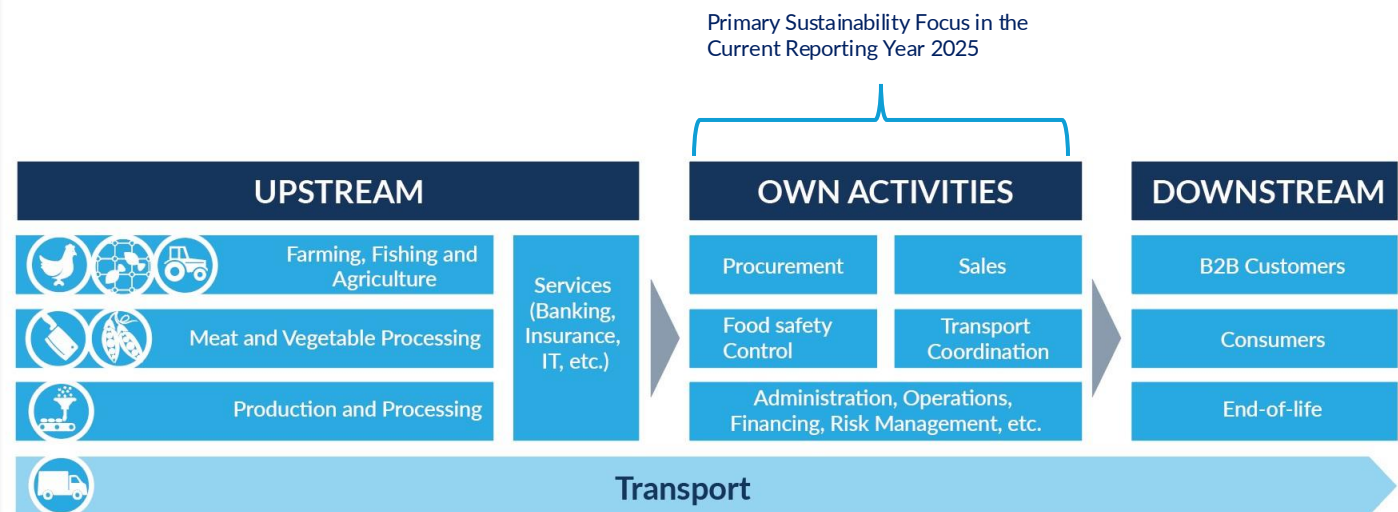 Primary Sustainability Focus in the
Current Reporting Year 2025
UPSTREAM
OWN ACTIVITIES
DOWNSTREAM
Farming, Fishing and
Agriculture
Meat and Vegetable Processing
Production and Processing
Services
(Banking,
Insurance,
IT, etc.)
Procurement
Sales
Food safety
Control
Transport
Coordination
Administration, Operations,
Financing, Risk Management, etc.
B2B Customers
Consumers
End-of-life
Transport